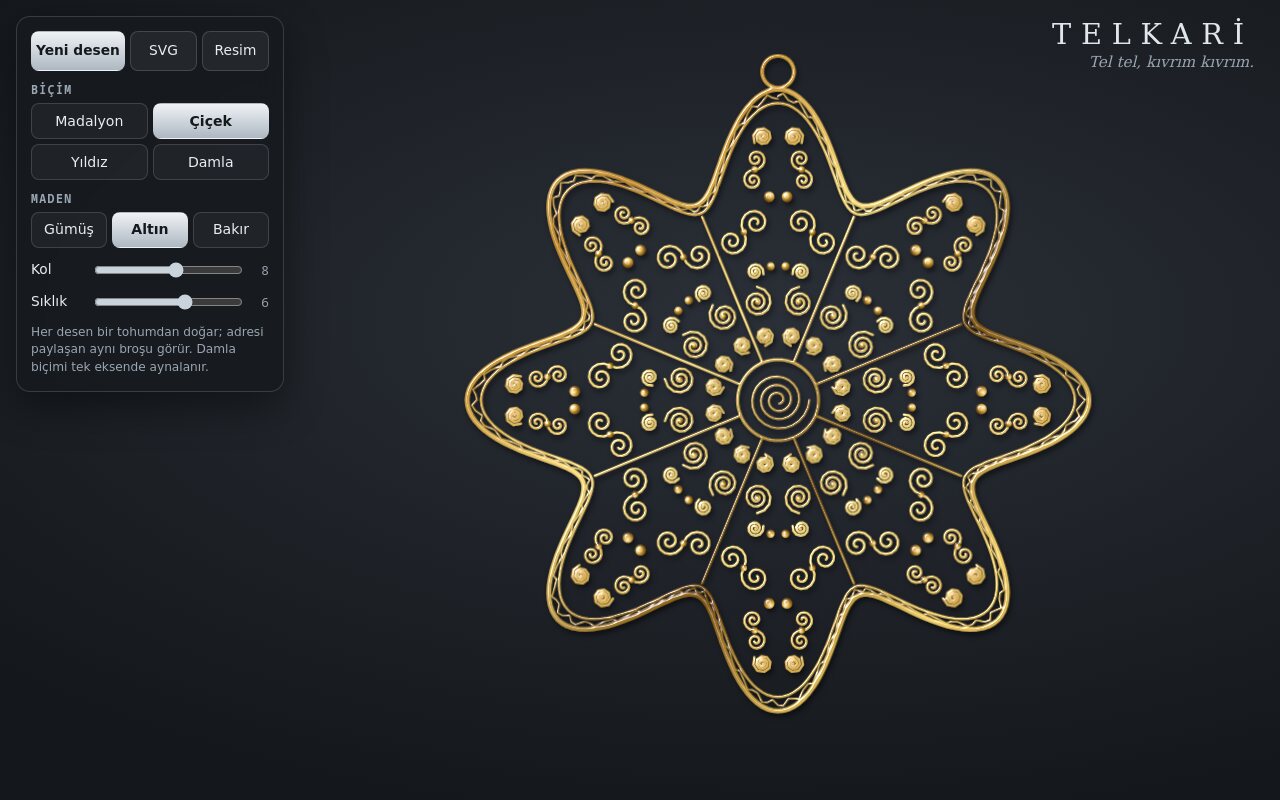 Yeni desen
SVG
Resim
BİÇİM
Madalyon
Çiçek
Yıldız
Damla
MADEN
Gümüş
Altın
Bakır
Kol
8
Sıklık
6
Her desen bir tohumdan doğar; adresi
paylaşan aynı broşu görür. Damla
biçimi tek eksende aynalanır.
TELKARİ
Tel tel, kıvrım kıvrım.